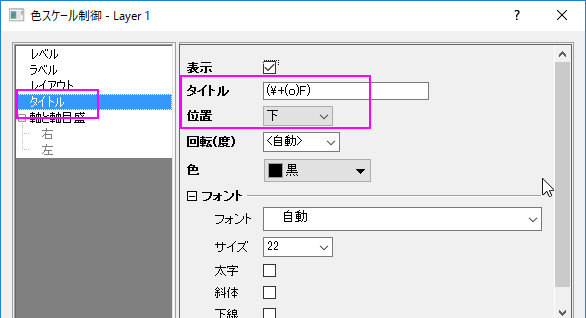 色スケール制御 - Layer 1
?
レベル
ラベル
レイアウト
タイトル
軸と軸目盛
右
左
表示
タイトル (¥+(o)F)
位置 下
回転(度) <自動>
色 黒
フォント
フォント 自動
サイズ 22
太字
斜体
下線